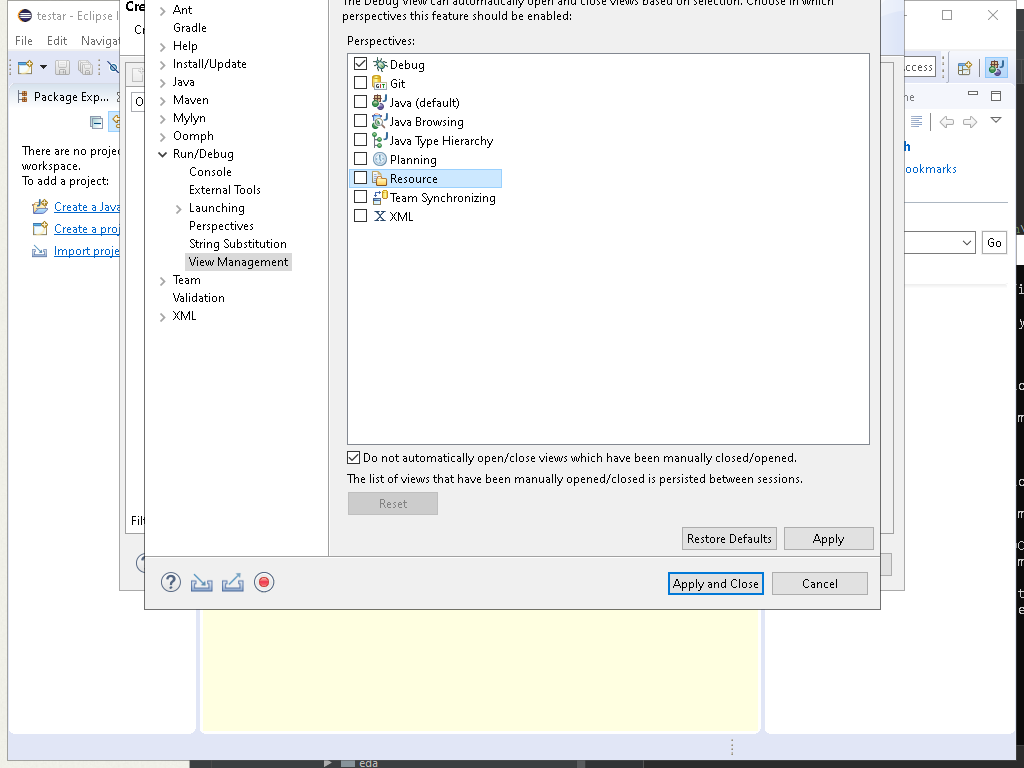 testar - Eclipse I
Cre
File Edit Navigat
Cr
Ant
Gradle
Help
Install/Update
Java
Maven
Mylyn
Oomph
Run/Debug
Console
External Tools
Launching
Perspectives
String Substitution
View Management
Team
Validation
XML
The Debug View can automatically open and close views based on selection. Choose in which
perspectives this feature should be enabled:
Perspectives:
Debug
Git
Java (default)
Java Browsing
Java Type Hierarchy
Planning
Resource
Team Synchronizing
XML
Do not automatically open/close views which have been manually closed/opened.
The list of views that have been manually opened/closed is persisted between sessions.
Reset
Restore Defaults Apply
Apply and Close Cancel
Package Exp...
There are no proje
workspace.
To add a project:
Create a Java
Create a proj
Import proje
Filt
ccess
ne
h
ookmarks
Go
eda